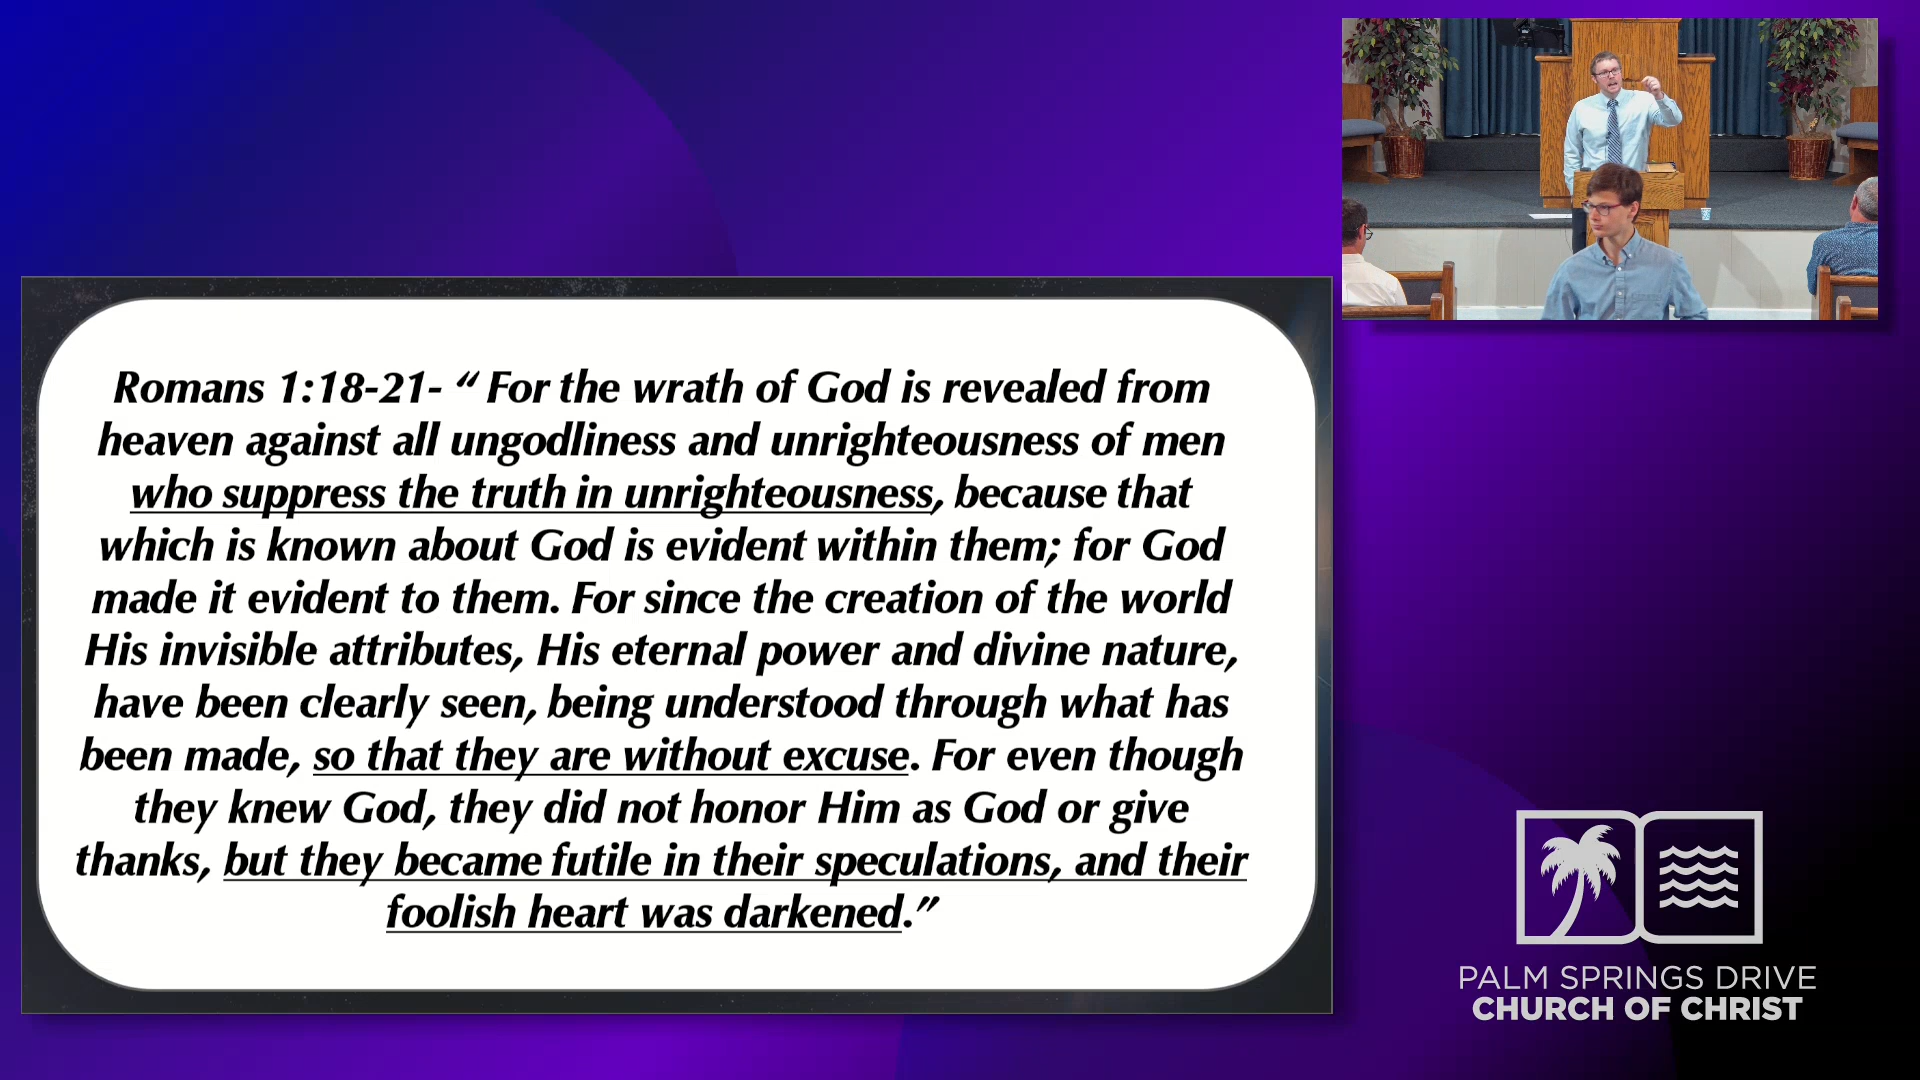 Romans 1:18-21- “ For the wrath of God is revealed from
heaven against all ungodliness and unrighteousness of men
who suppress the truth in unrighteousness, because that
which is known about God is evident within them; for God
made it evident to them. For since the creation of the world
His invisible attributes, His eternal power and divine nature,
have been clearly seen, being understood through what has
been made, so that they are without excuse. For even though
they knew God, they did not honor Him as God or give
thanks, but they became futile in their speculations, and their
foolish heart was darkened.”
PALM SPRINGS DRIVE
CHURCH OF CHRIST